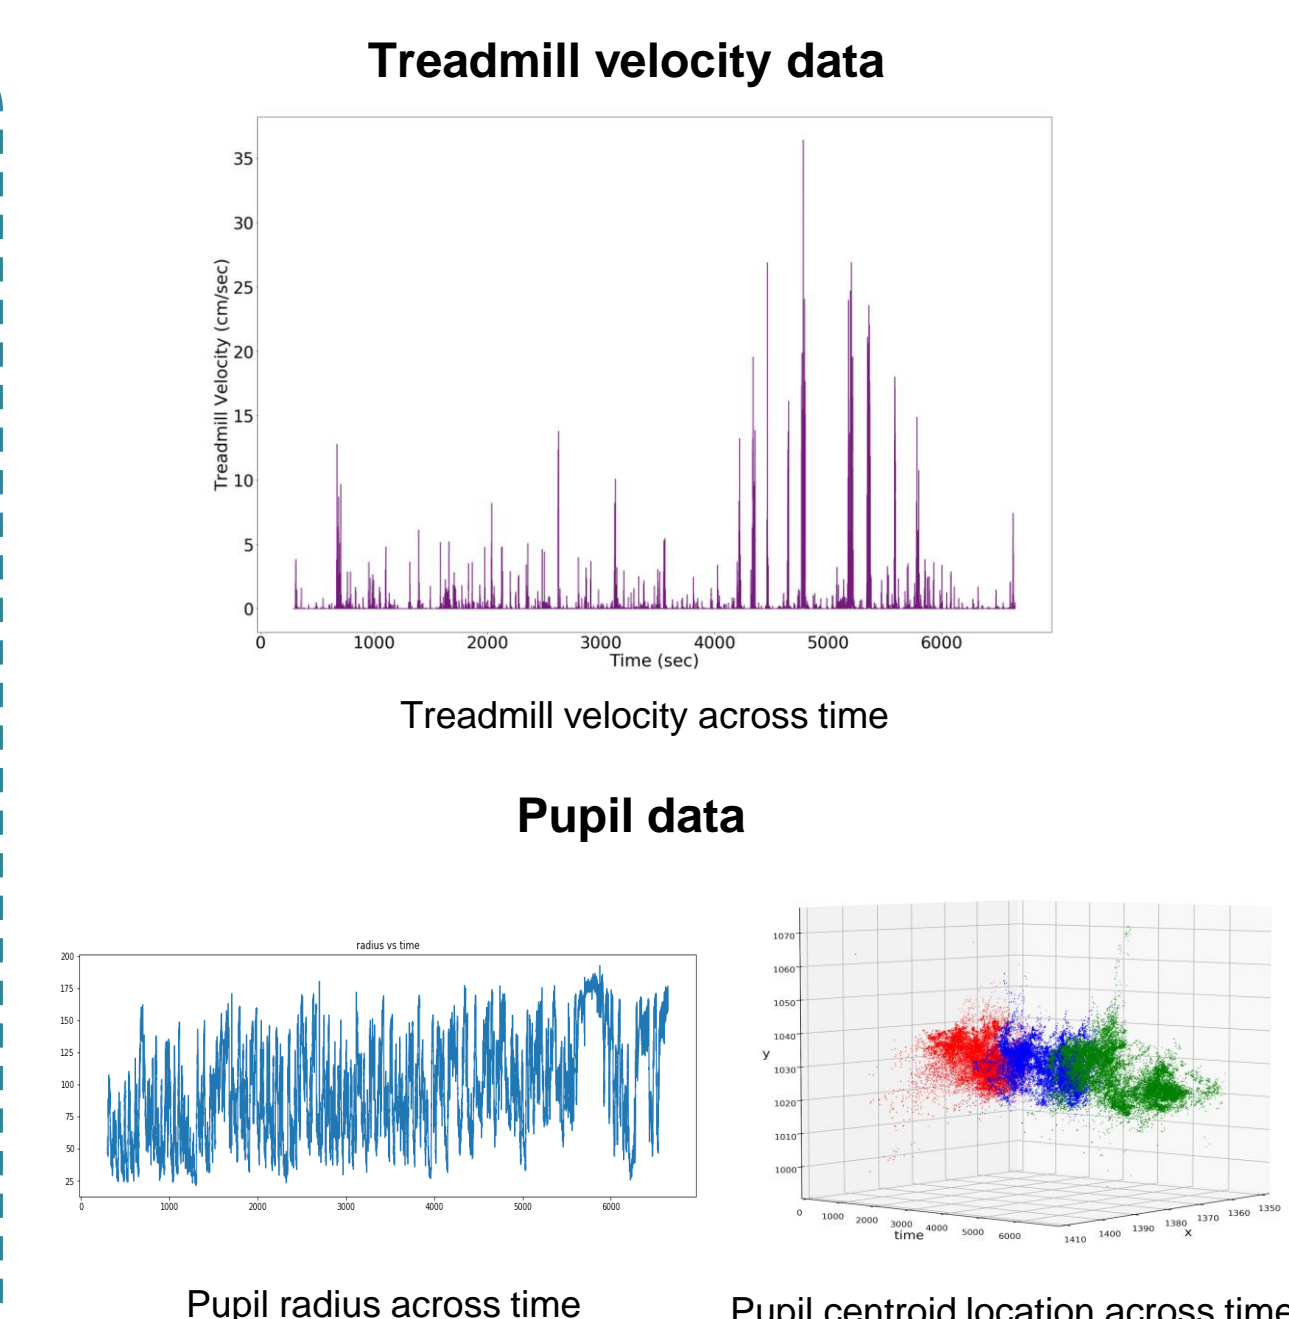 Treadmill velocity data
35
30
25
20
15
10
5
0
Treadmill Velocity (cm/sec)
0 1000 2000 3000 4000 5000 6000
Time (sec)
Treadmill velocity across time
Pupil data
radius vs time
200
175
150
125
100
75
50
25
0 1000 2000 3000 4000 5000 6000
Pupil radius across time
1070
1060
1050
1040
1030
1020
1010
1000
y
0 1000 2000 3000 4000 5000 6000
time
1410 1400 1390 1380 1370 1360 1350
x
Pupil centroid location across time